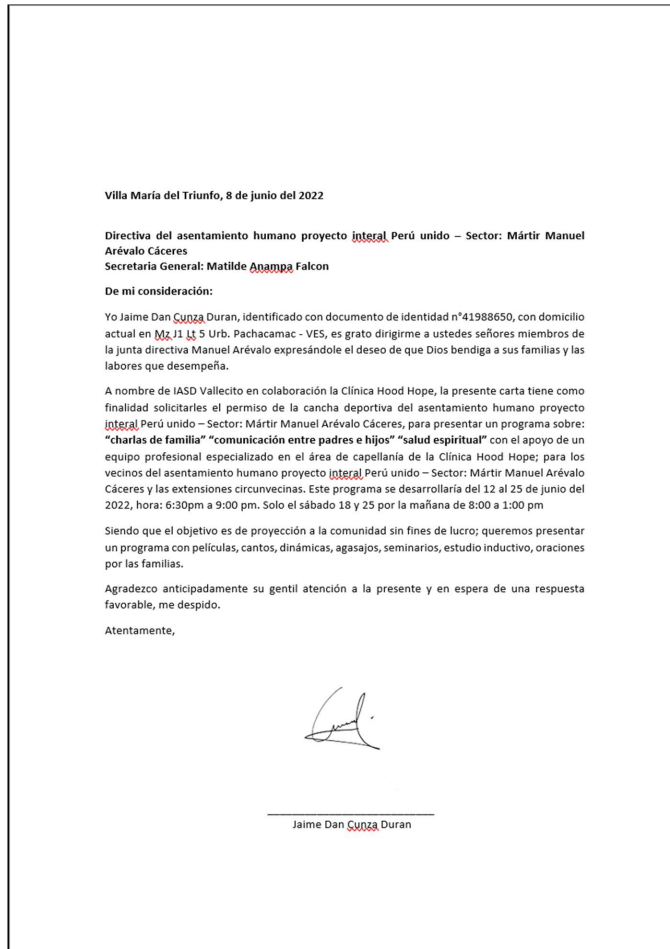 Villa María del Triunfo, 8 de junio del 2022
Directiva del asentamiento humano proyecto interal Perú unido – Sector: Mártir Manuel
Arévalo Cáceres
Secretaria General: Matilde Anampa Falcon
De mi consideración:
Yo Jaime Dan Cunza Duran, identificado con documento de identidad n°41988650, con domicilio
actual en Mz J1 Lt 5 Urb. Pachacamac - VES, es grato dirigirme a ustedes señores miembros de
la junta directiva Manuel Arévalo expresándole el deseo de que Dios bendiga a sus familias y las
labores que desempeña.
A nombre de IASD Vallecito en colaboración la Clínica Hood Hope, la presente carta tiene como
finalidad solicitarles el permiso de la cancha deportiva del asentamiento humano proyecto
interal Perú unido – Sector: Mártir Manuel Arévalo Cáceres, para presentar un programa sobre:
“charlas de familia” “comunicación entre padres e hijos” “salud espiritual” con el apoyo de un
equipo profesional especializado en el área de capellanía de la Clínica Hood Hope; para los
vecinos del asentamiento humano proyecto interal Perú unido – Sector: Mártir Manuel Arévalo
Cáceres y las extensiones circunvecinas. Este programa se desarrollaría del 12 al 25 de junio del
2022, hora: 6:30pm a 9:00 pm. Solo el sábado 18 y 25 por la mañana de 8:00 a 1:00 pm
Siendo que el objetivo es de proyección a la comunidad sin fines de lucro; queremos presentar
un programa con películas, cantos, dinámicas, agasajos, seminarios, estudio inductivo, oraciones
por las familias.
Agradezco anticipadamente su gentil atención a la presente y en espera de una respuesta
favorable, me despido.
Atentamente,
Jaime Dan Cunza Duran